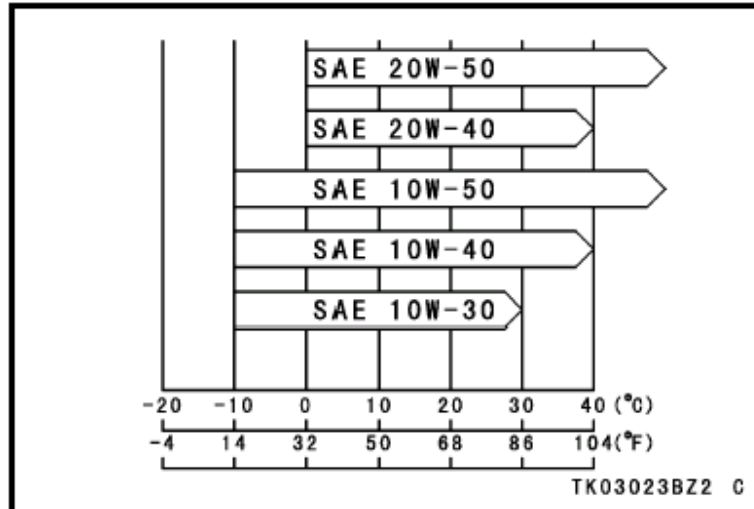 SAE 20W-50
SAE 20W-40
SAE 10W-50
SAE 10W-40
SAE 10W-30
-20 -10 0 10 20 30 40 (°C)
-4 14 32 50 68 86 104(°F)
TK03023BZ2 C